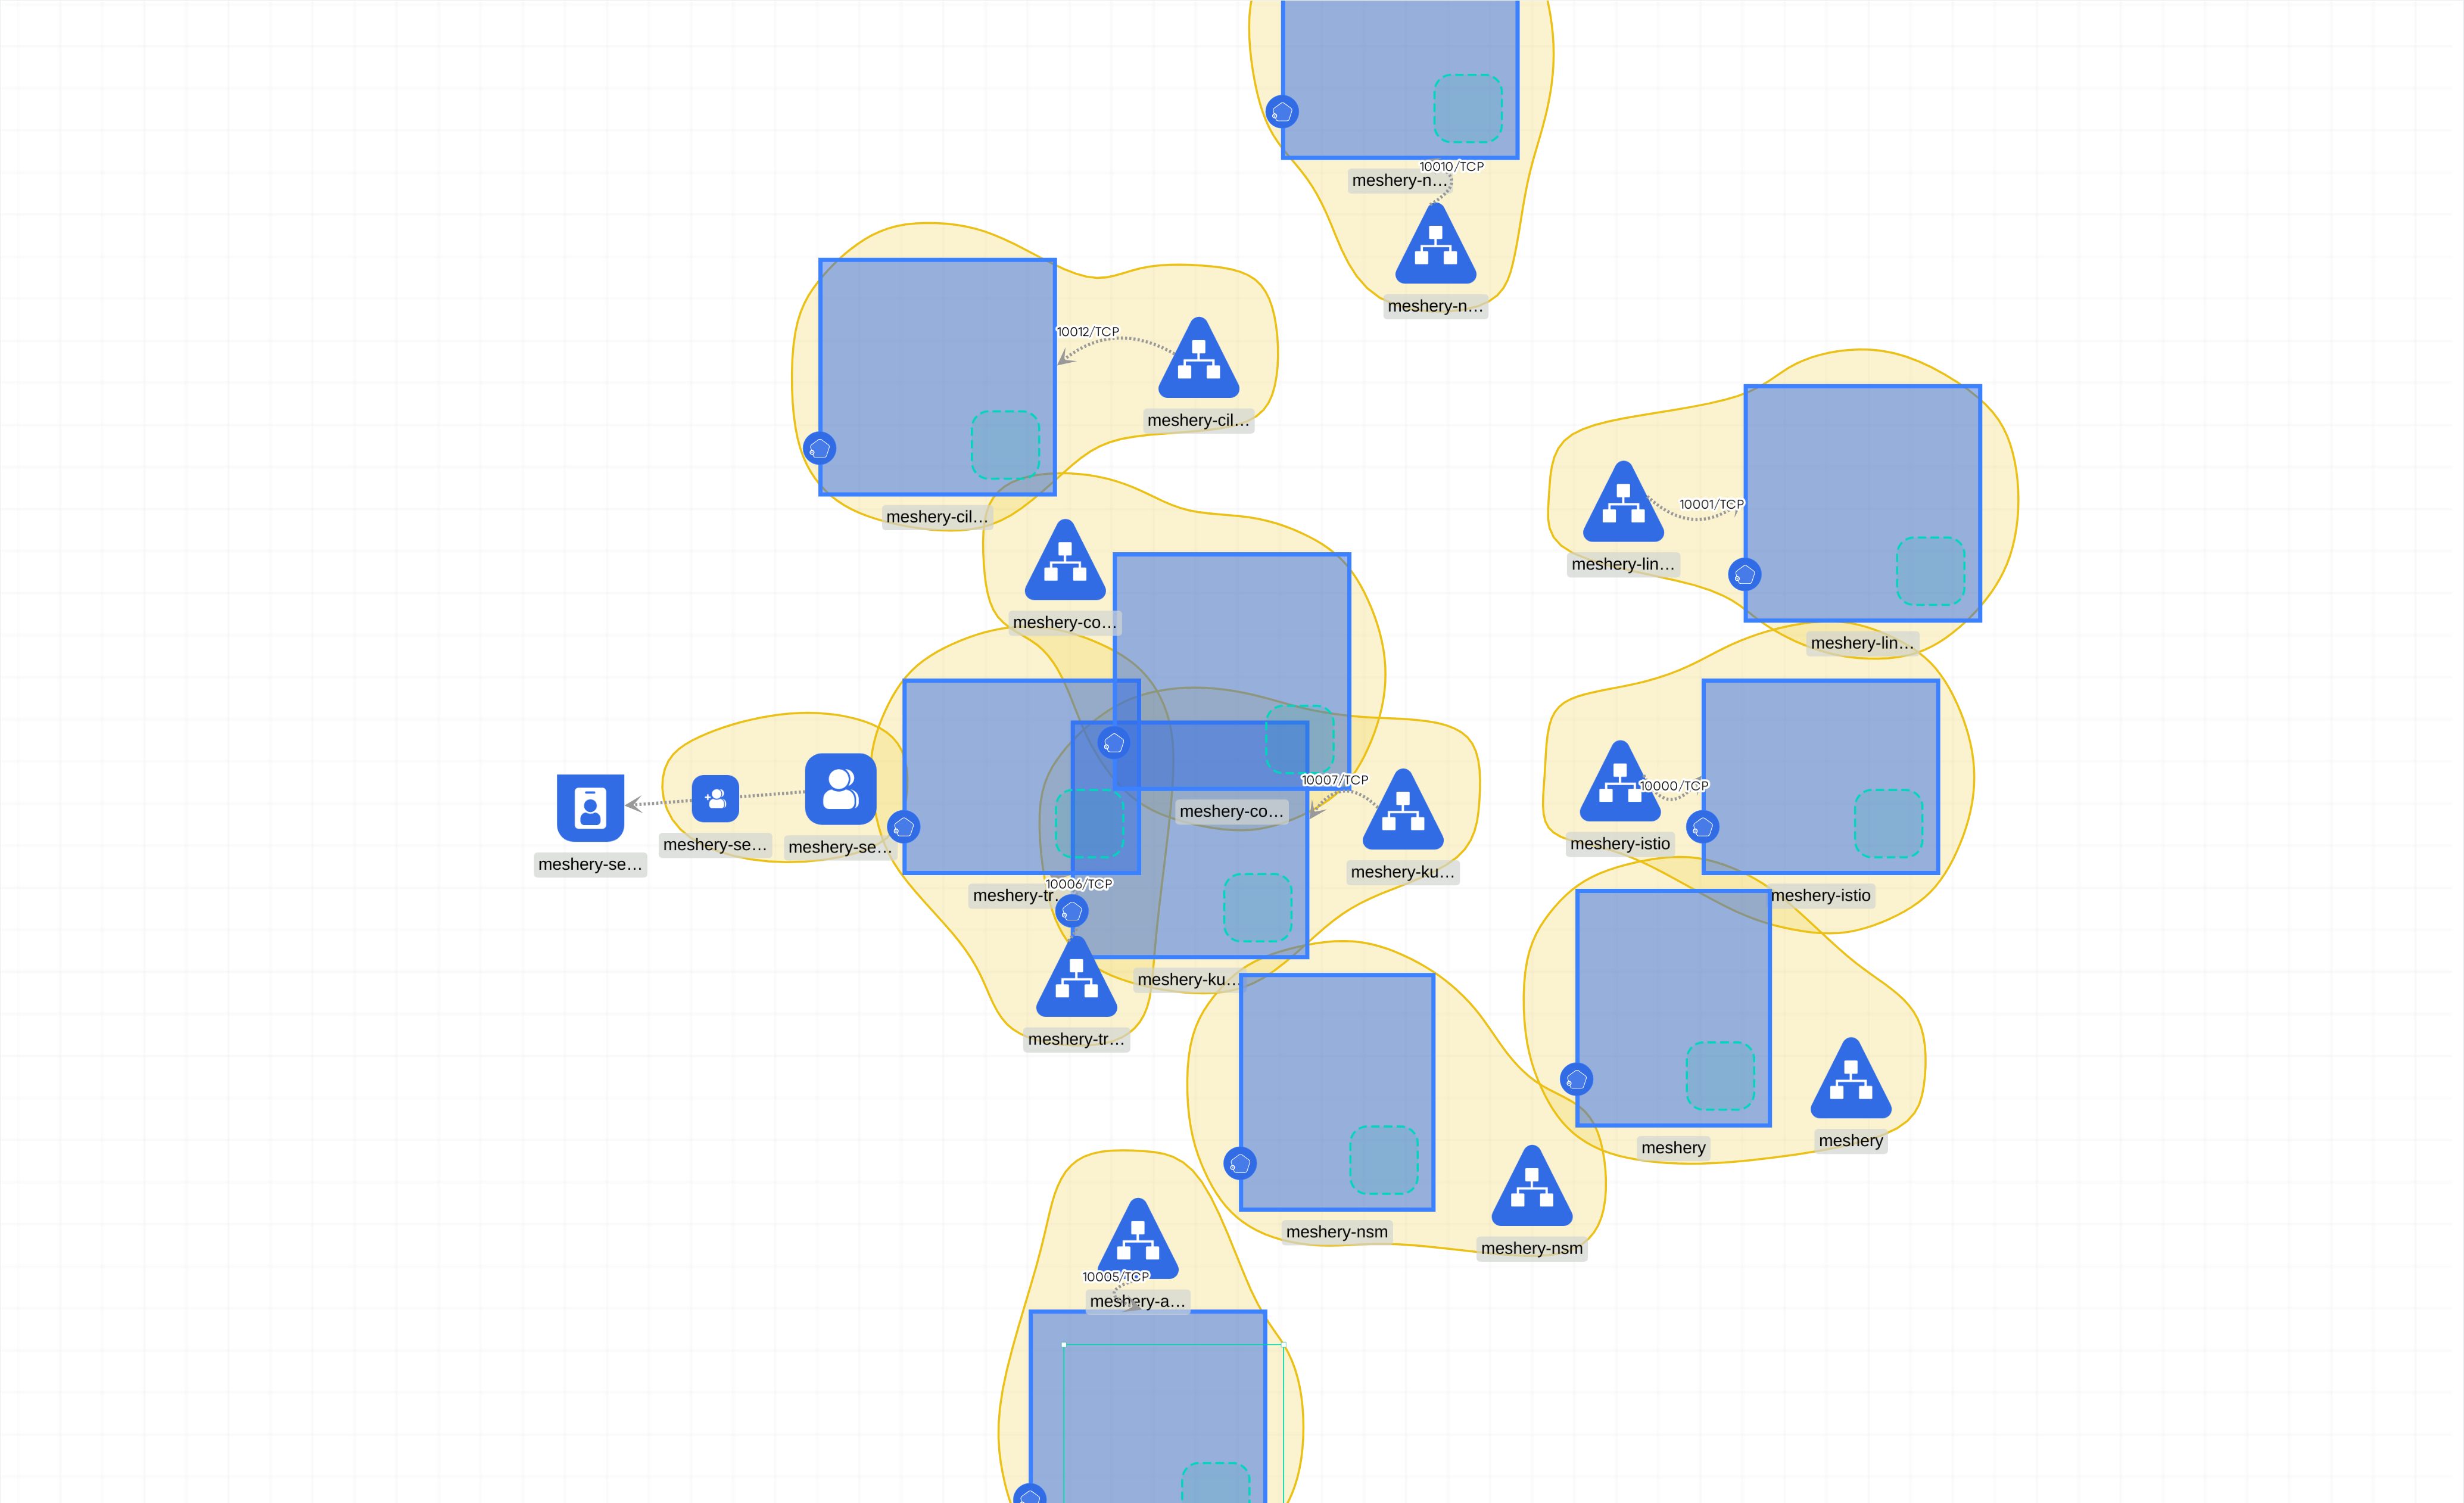 10010/TCP
meshery-n…
meshery-n…
10012/TCP
meshery-cil…
meshery-cil…
10001/TCP
meshery-lin…
meshery-lin…
meshery-co…
meshery-co…
10007/TCP
meshery-ku…
meshery-ku…
10000/TCP
meshery-istio
meshery-istio
meshery-se…
meshery-se…
meshery-se…
meshery-tr…
10006/TCP
meshery-tr…
meshery
meshery
meshery-nsm
meshery-nsm
10005/TCP
meshery-a…